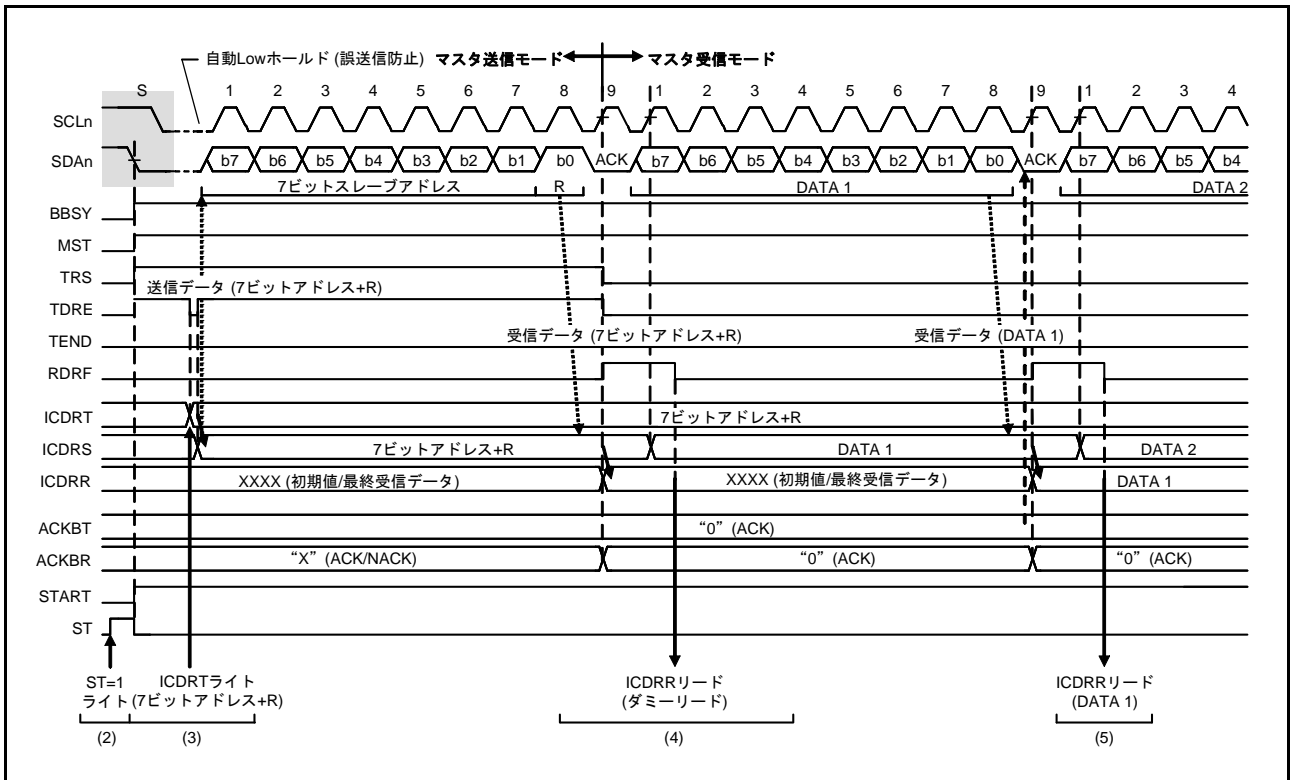 自動Lowホールド (誤送信防止) マスタ送信モード マスタ受信モード
S 1 2 3 4 5 6 7 8 9 1 2 3 4 5 6 7 8 9 1 2 3 4
SCLn
SDAn b7 b6 b5 b4 b3 b2 b1 b0 ACK b7 b6 b5 b4 b3 b2 b1 b0 ACK b7 b6 b5 b4
7ビットスレーブアドレス R DATA 1 DATA 2
BBSY
MST
TRS
送信データ (7ビットアドレス+R)
TDRE
受信データ (7ビットアドレス+R) 受信データ (DATA 1)
TEND
RDRF
ICDRT 7ビットアドレス+R
ICDRS 7ビットアドレス+R DATA 1 DATA 2
ICDRR XXXX (初期値/最終受信データ) XXXX (初期値/最終受信データ) DATA 1
ACKBT “0” (ACK)
ACKBR “X” (ACK/NACK) “0” (ACK) “0” (ACK)
START
ST
ST=1 ICDRTライト ICDRRリード ICDRRリード
ライト (7ビットアドレス+R) (ダミーリード) (DATA 1)
(2) (3) (4) (5)